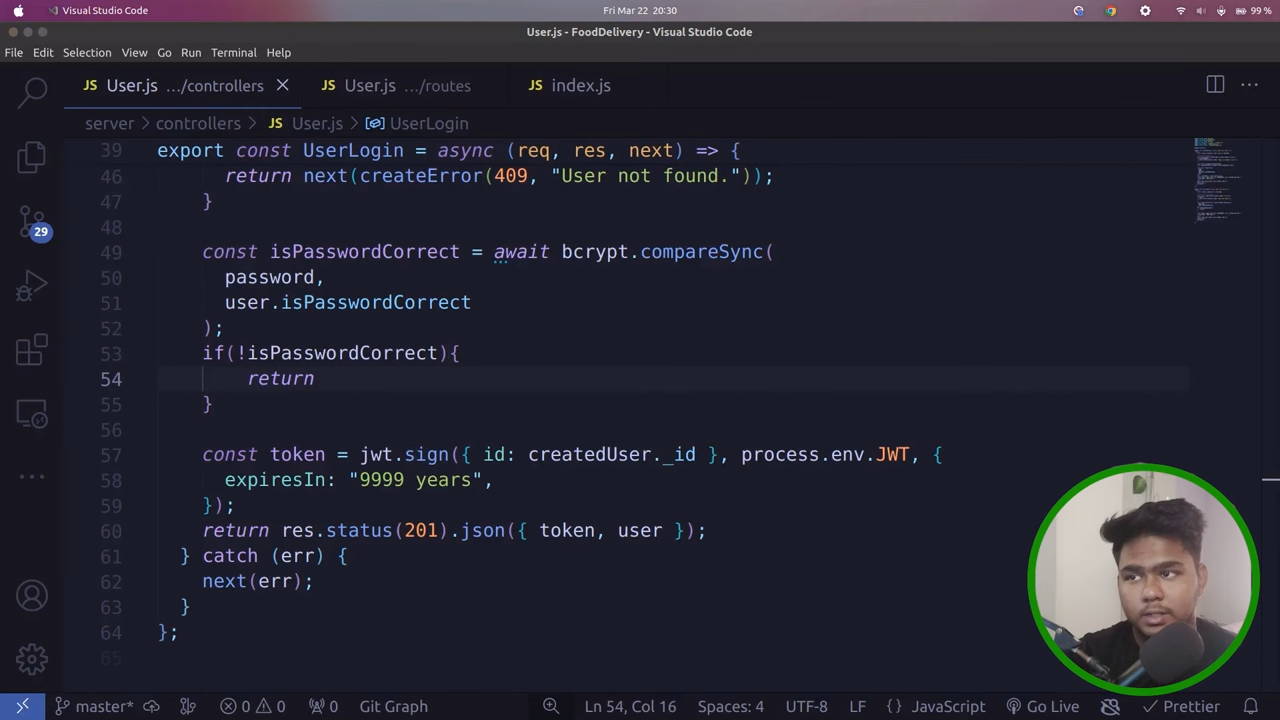 Visual Studio Code
Fri Mar 22 20:30
99 %
User.js - FoodDelivery - Visual Studio Code
File Edit Selection View Go Run Terminal Help
JS User.js .../controllers
JS User.js .../routes
JS index.js
server > controllers > JS User.js > UserLogin
39 export const UserLogin = async (req, res, next) => {
46 return next(createError(409, "User not found."));
47 }
48
49 const isPasswordCorrect = await bcrypt.compareSync(
50 password,
51 user.isPasswordCorrect
52 );
53 if(!isPasswordCorrect){
54 return
55 }
56
57 const token = jwt.sign({ id: createdUser._id }, process.env.JWT, {
58 expiresIn: "9999 years",
59 });
60 return res.status(201).json({ token, user });
61 } catch (err) {
62 next(err);
63 }
64 };
65
29
master* 0 0 0 Git Graph Ln 54, Col 16 Spaces: 4 UTF-8 LF {} JavaScript Go Live Prettier